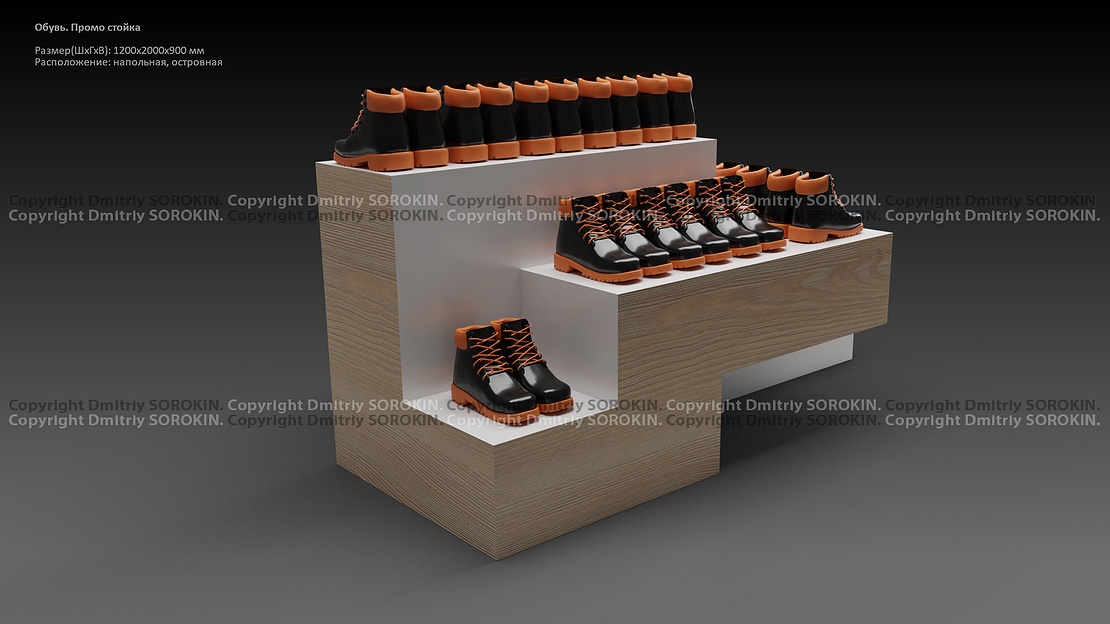 Обувь. Промо стойка
Размер(ШхГхВ): 1200х2000х900 мм
Расположение: напольная, островная
Copyright Dmitriy SOROKIN. Copyright Dmitriy SOROKIN. Copyright Dmitriy SOROKIN. Copyright Dmitriy SOROKIN. Copyright Dmitriy SOROKIN.
Copyright Dmitriy SOROKIN. Copyright Dmitriy SOROKIN. Copyright Dmitriy SOROKIN. Copyright Dmitriy SOROKIN. Copyright Dmitriy SOROKIN.
Copyright Dmitriy SOROKIN. Copyright Dmitriy SOROKIN. Copyright Dmitriy SOROKIN. Copyright Dmitriy SOROKIN. Copyright Dmitriy SOROKIN.
Copyright Dmitriy SOROKIN. Copyright Dmitriy SOROKIN. Copyright Dmitriy SOROKIN. Copyright Dmitriy SOROKIN. Copyright Dmitriy SOROKIN.